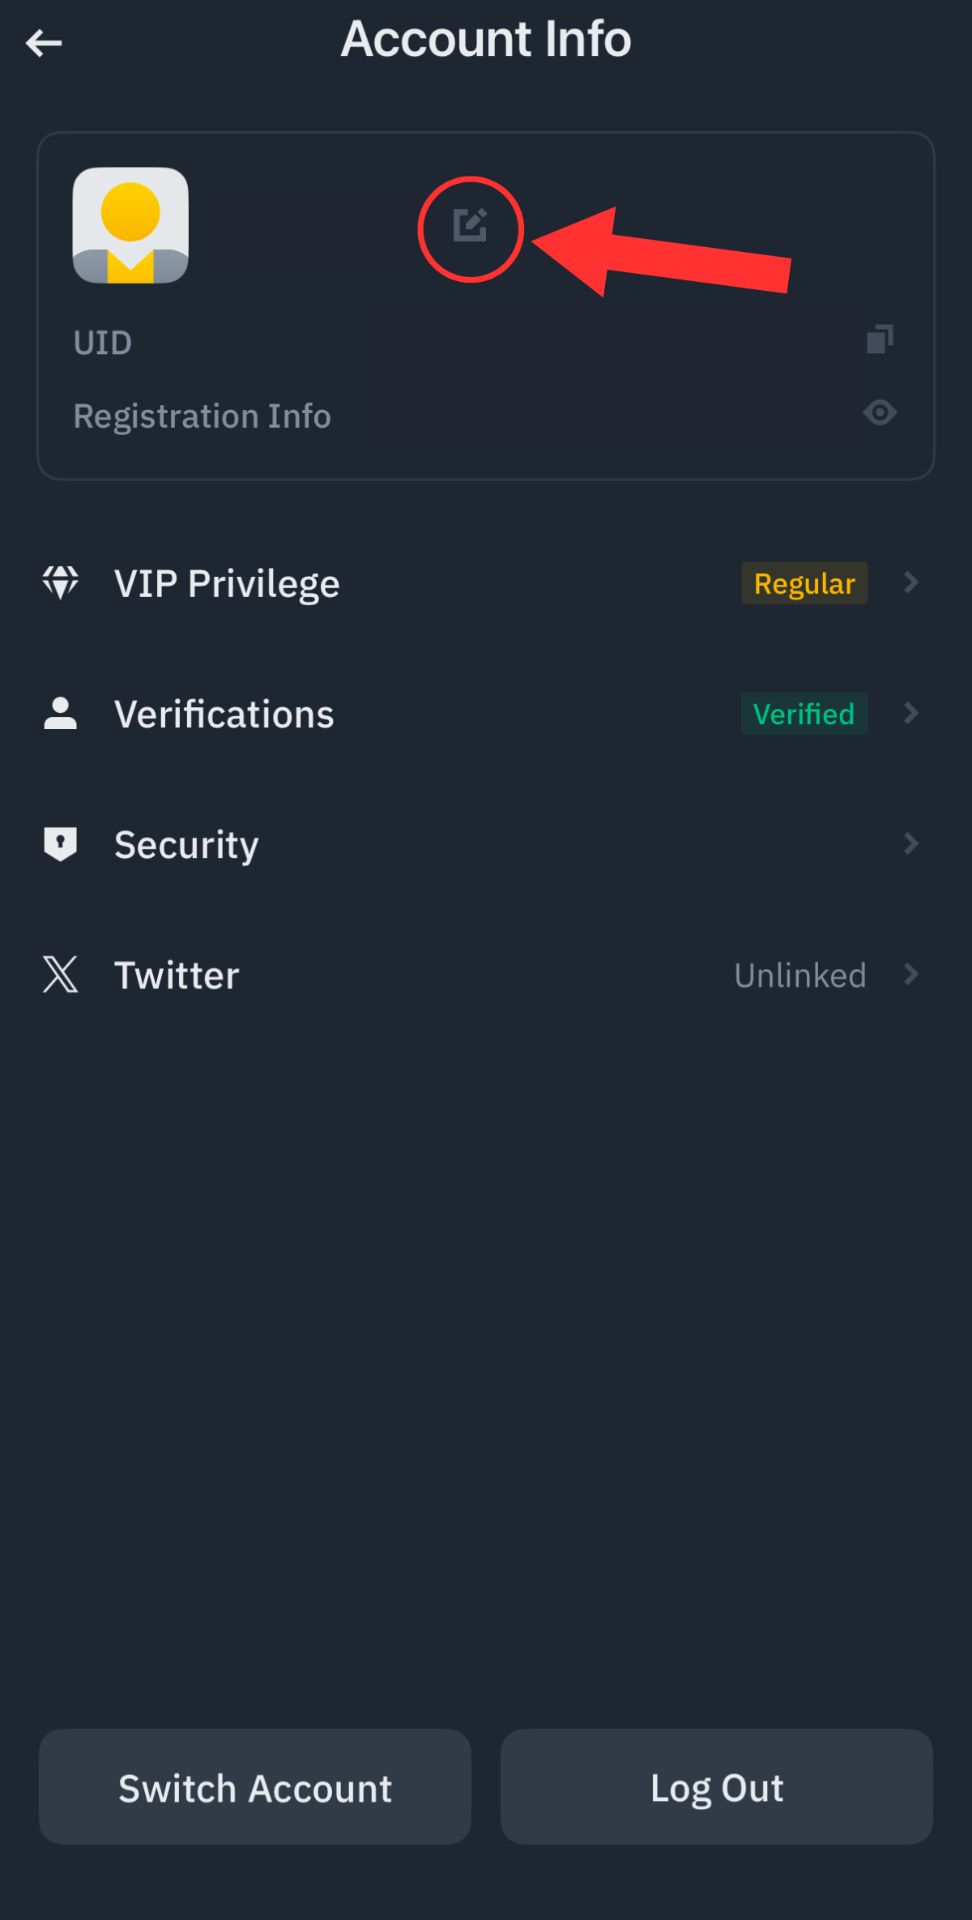 Account Info
UID
Registration Info
VIP Privilege Regular
Verifications Verified
Security
Twitter Unlinked
Switch Account Log Out